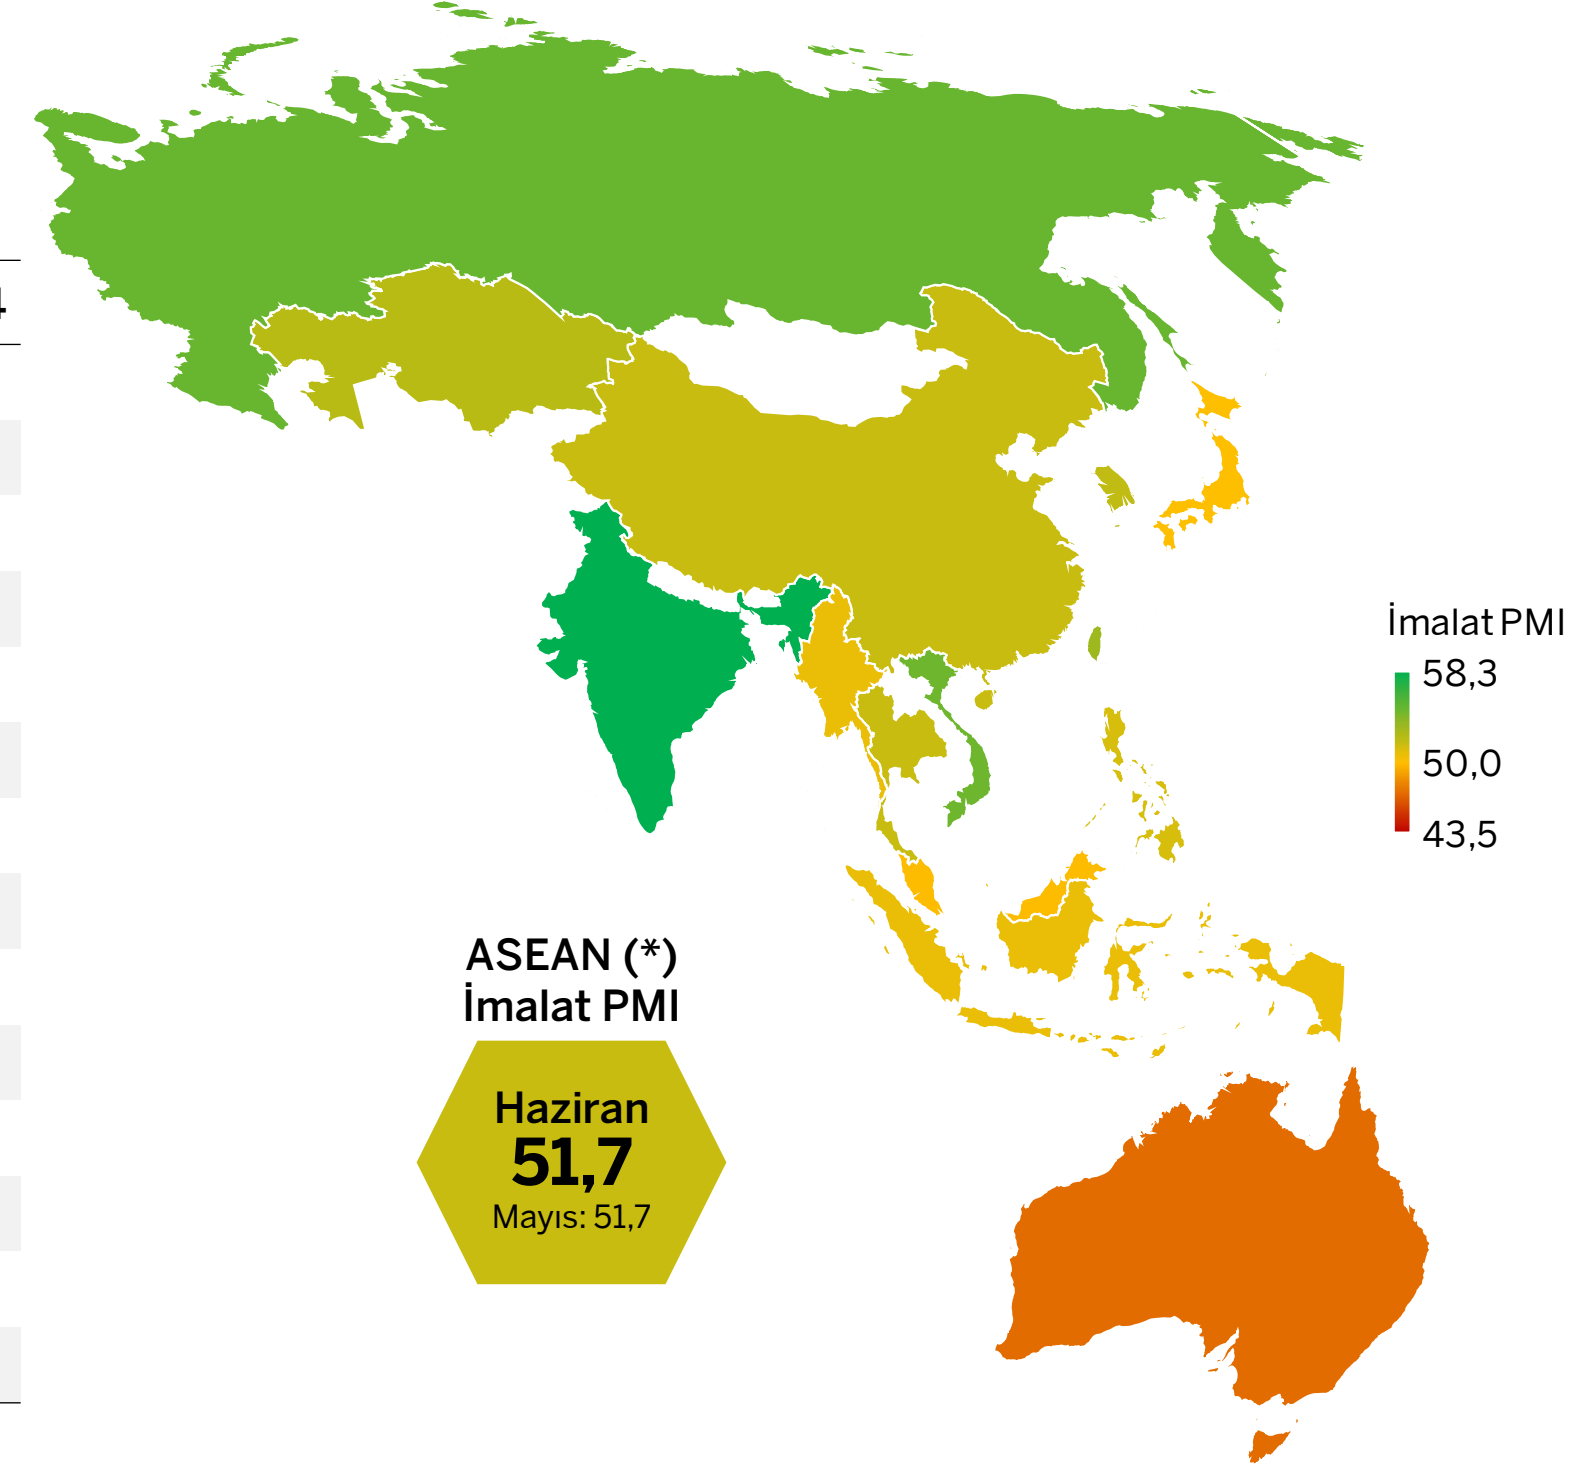 İmalat PMI
58,3
50,0
43,5
ASEAN (*)
İmalat PMI
Haziran
51,7
Mayıs: 51,7